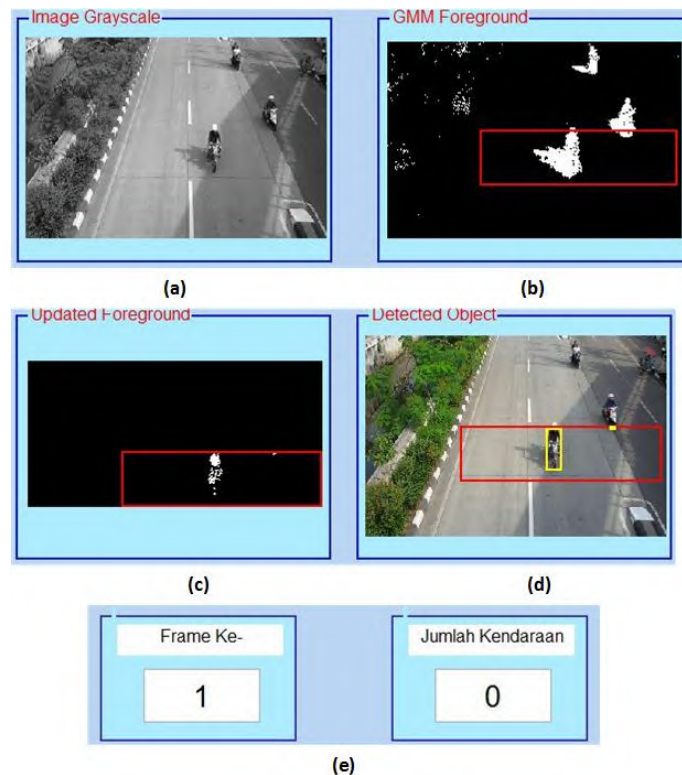 Image Grayscale
GMM Foreground
(a)
(b)
Updated Foreground
Detected Object
(c)
(d)
Frame Ke-
Jumlah Kendaraan
1
0
(e)